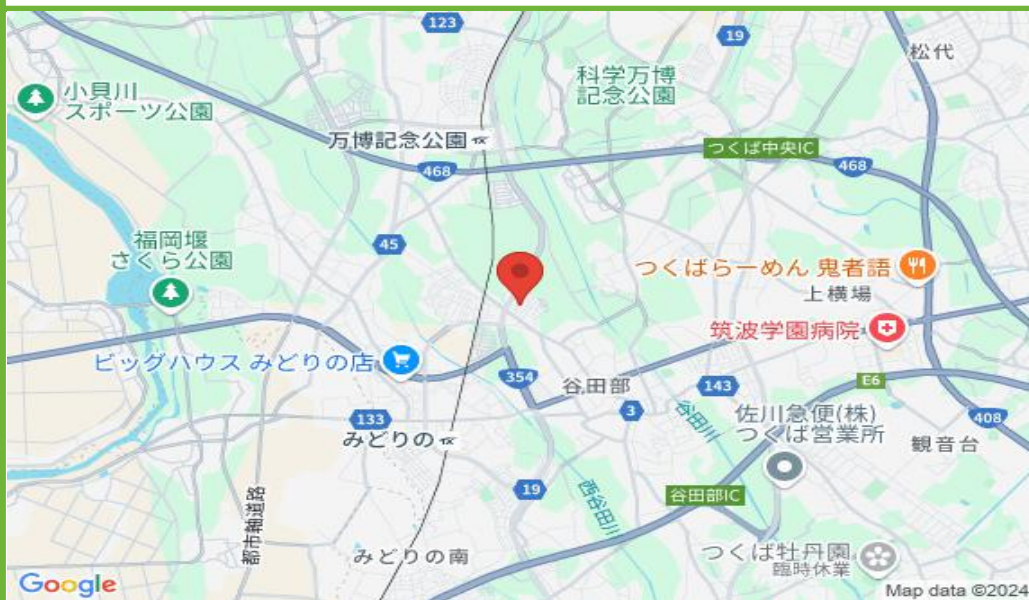 123
19
松代
小貝川
スポーツ公園
科学万博
記念公園
万博記念公園
つくば中央IC
468
468
福岡堰
さくら公園
45
つくばらーめん 鬼者語
上横場
筑波学園病院
ビッグハウス みどりの店
354
谷田部
143
E6
133
3
谷田川
佐川急便(株)
つくば営業所
408
観音台
みどりの
19
西谷田川
谷田部IC
都市軸道路
みどりの南
つくば牡丹園
臨時休業
Google
Map data ©2024